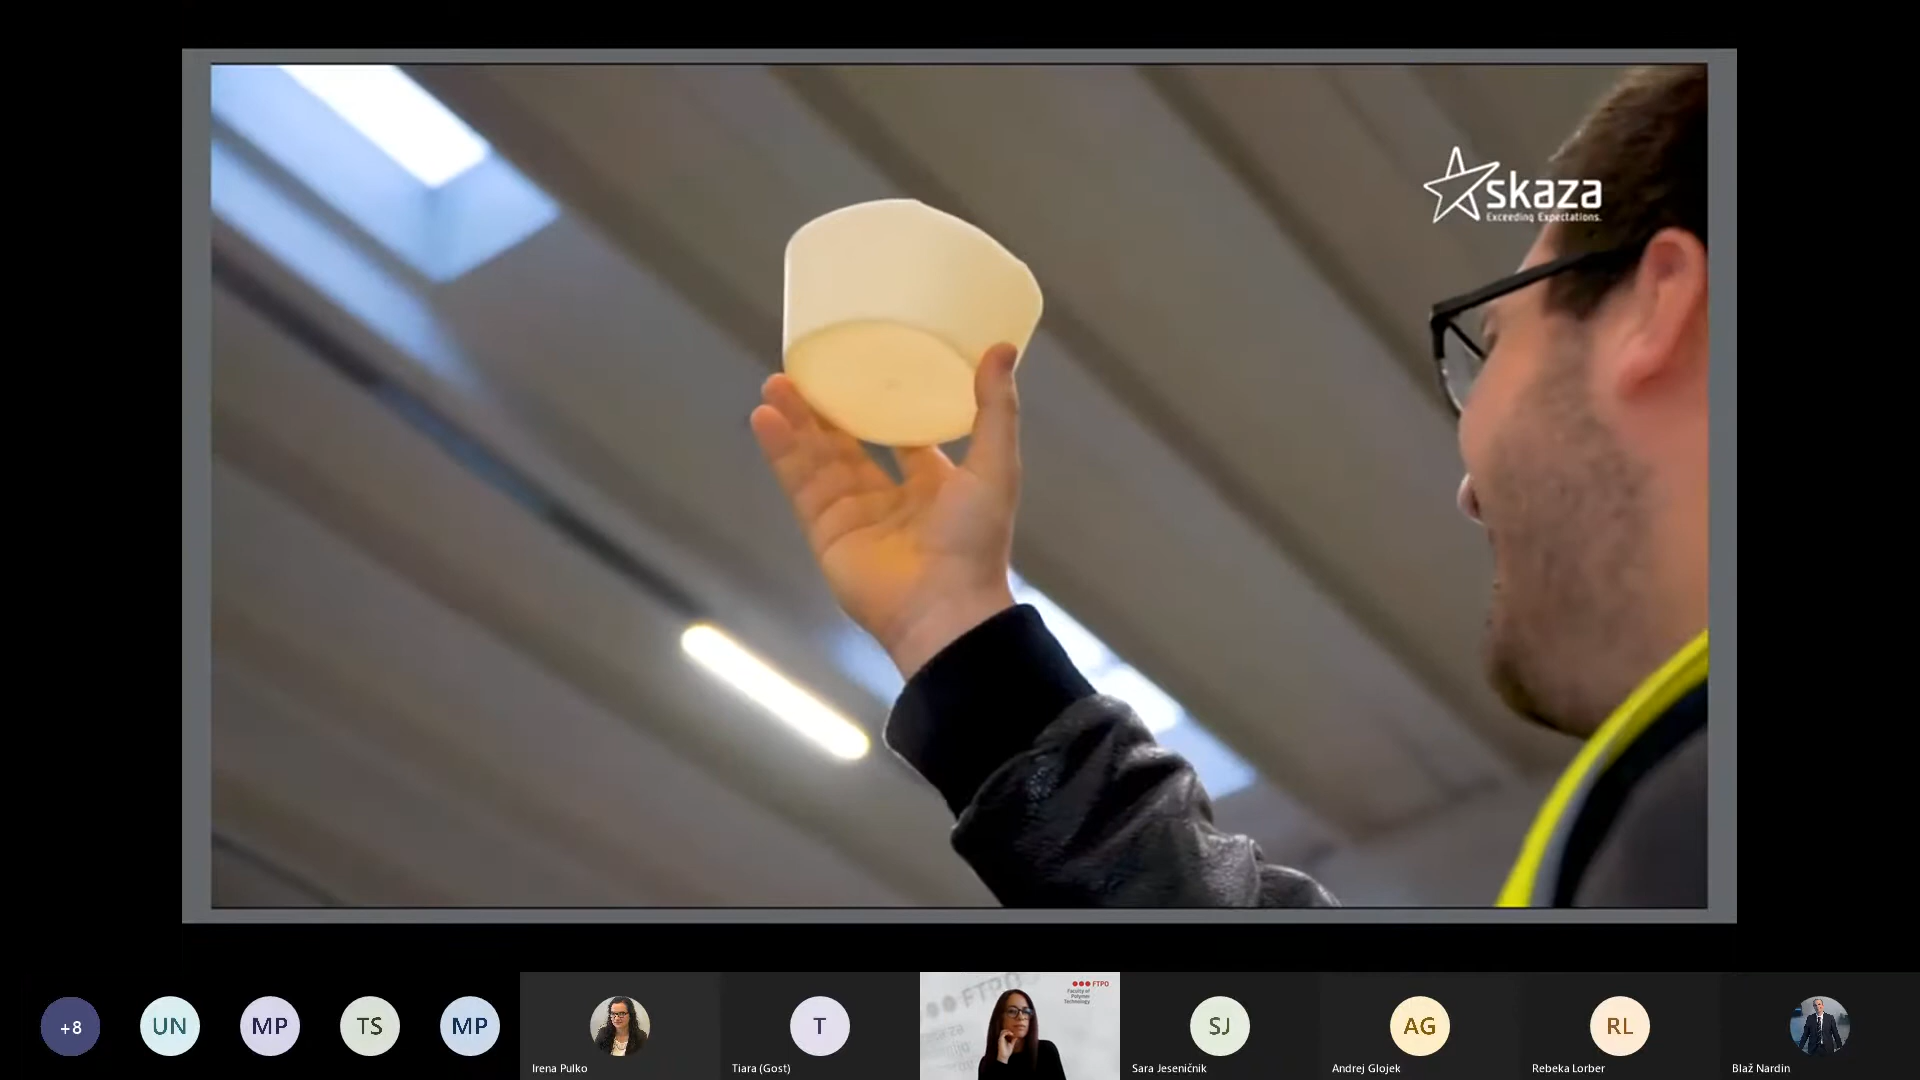 skaza
Exceeding Expectations.
+8
UN
MP
TS
MP
Irena Pulko
T
Tiara (Gost)
FTPO
FTPO
Faculty of
Polymer
Technology
SJ
Sara Jeseničnik
AG
Andrej Glojek
RL
Rebeka Lorber
Blaž Nardin